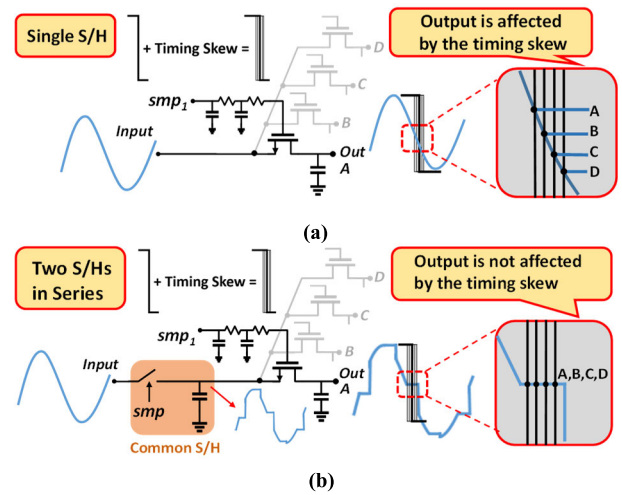 Single S/H
+ Timing Skew =
Output is affected
by the timing skew
D
C
B
smp1
Input
Out
A
A
B
C
D
(a)
Two S/Hs
in Series
+ Timing Skew =
Output is not affected
by the timing skew
D
C
B
smp1
Input
Out
A
smp
Common S/H
A,B,C,D
(b)